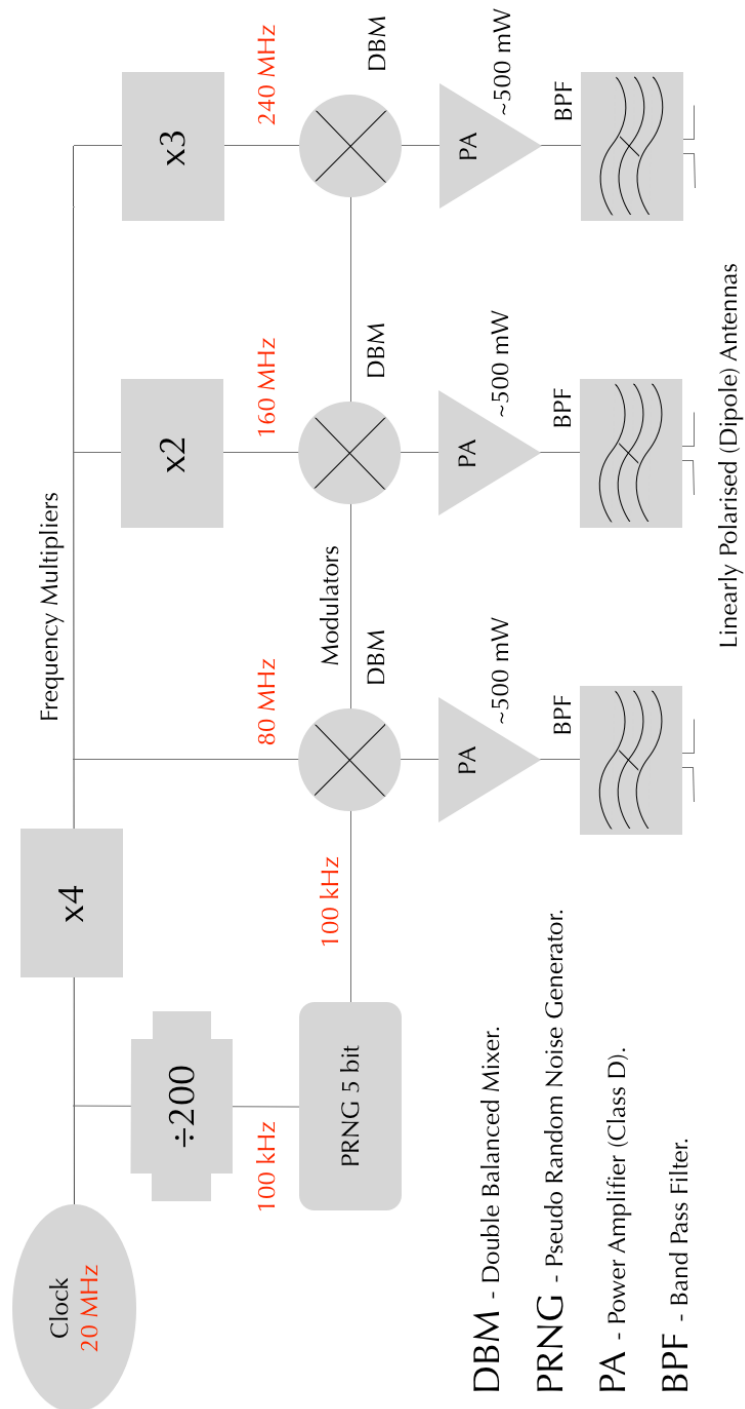 Clock
20 MHz
x4
÷200
100 kHz
PRNG 5 bit
100 kHz
Frequency Multipliers
x2
x3
80 MHz
160 MHz
240 MHz
Modulators
DBM
DBM
DBM
PA
PA
PA
~500 mW
~500 mW
~500 mW
BPF
BPF
BPF
Linearly Polarised (Dipole) Antennas
DBM - Double Balanced Mixer.
PRNG - Pseudo Random Noise Generator.
PA - Power Amplifier (Class D).
BPF - Band Pass Filter.